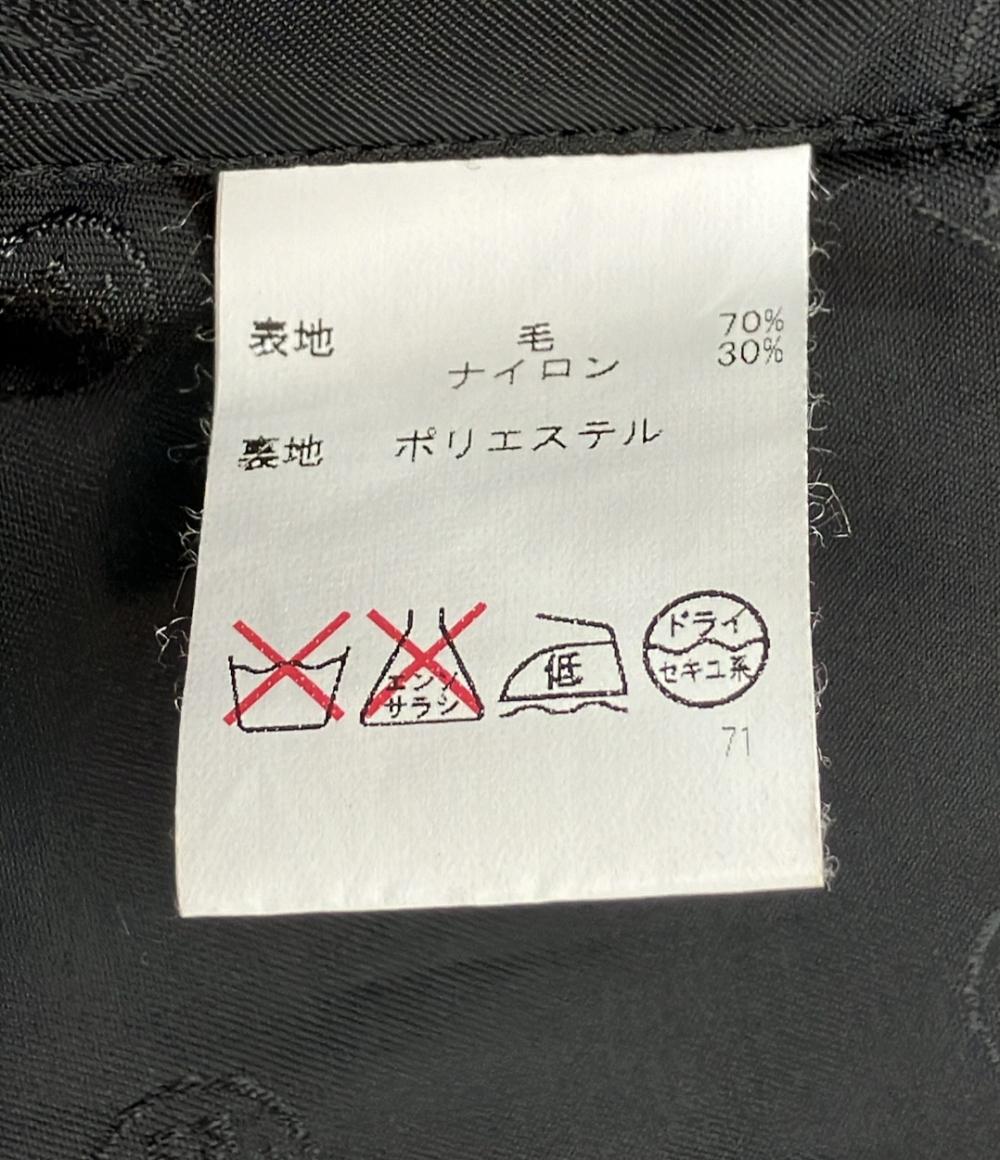 表地 毛 70%
ナイロン 30%
裏地 ポリエステル
エンソ
サラシ
低
ドライ
セキユ系
71